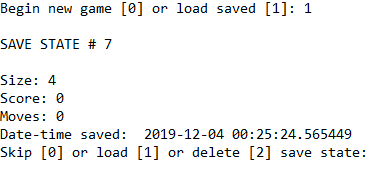 Begin new game [0] or load saved [1]: 1
SAVE STATE # 7
Size: 4
Score: 0
Moves: 0
Date-time saved:  2019-12-04 00:25:24.565449
Skip [0] or load [1] or delete [2] save state: